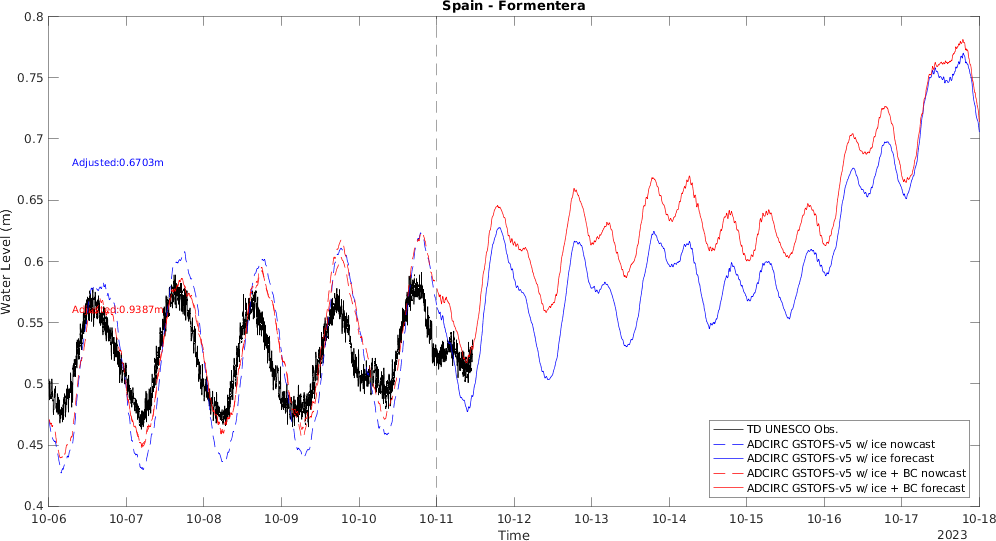 Spain - Formentera
0.8
0.75
0.7
0.65
0.6
0.55
0.5
0.45
0.4
Water Level (m)
Adjusted:0.6703m
Adjusted:0.9387m
TD UNESCO Obs.
ADCIRC GSTOFS-v5 w/ ice nowcast
ADCIRC GSTOFS-v5 w/ ice forecast
ADCIRC GSTOFS-v5 w/ ice + BC nowcast
ADCIRC GSTOFS-v5 w/ ice + BC forecast
10-06 10-07 10-08 10-09 10-10 10-11 10-12 10-13 10-14 10-15 10-16 10-17 10-18
Time
2023